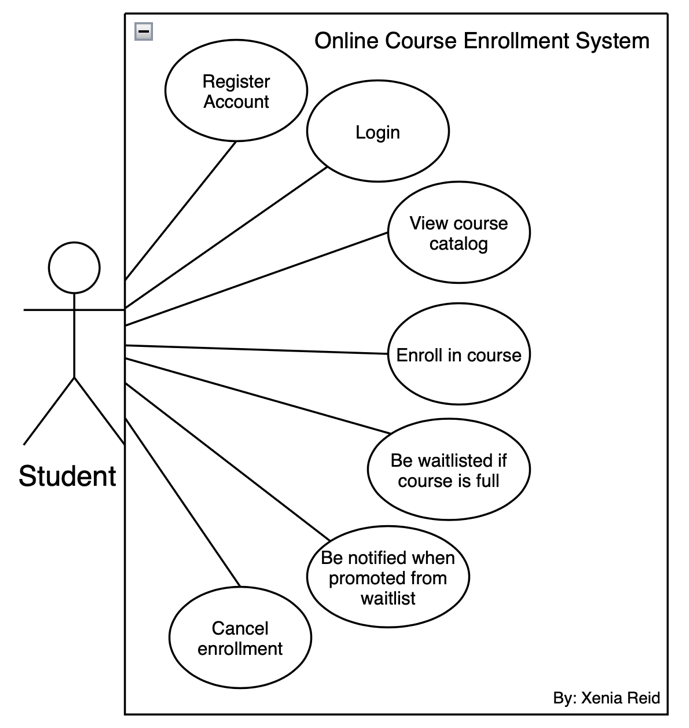 Online Course Enrollment System
Register
Account
Login
View course
catalog
Enroll in course
Be waitlisted if
course is full
Student
Be notified when
promoted from
waitlist
Cancel
enrollment
By: Xenia Reid